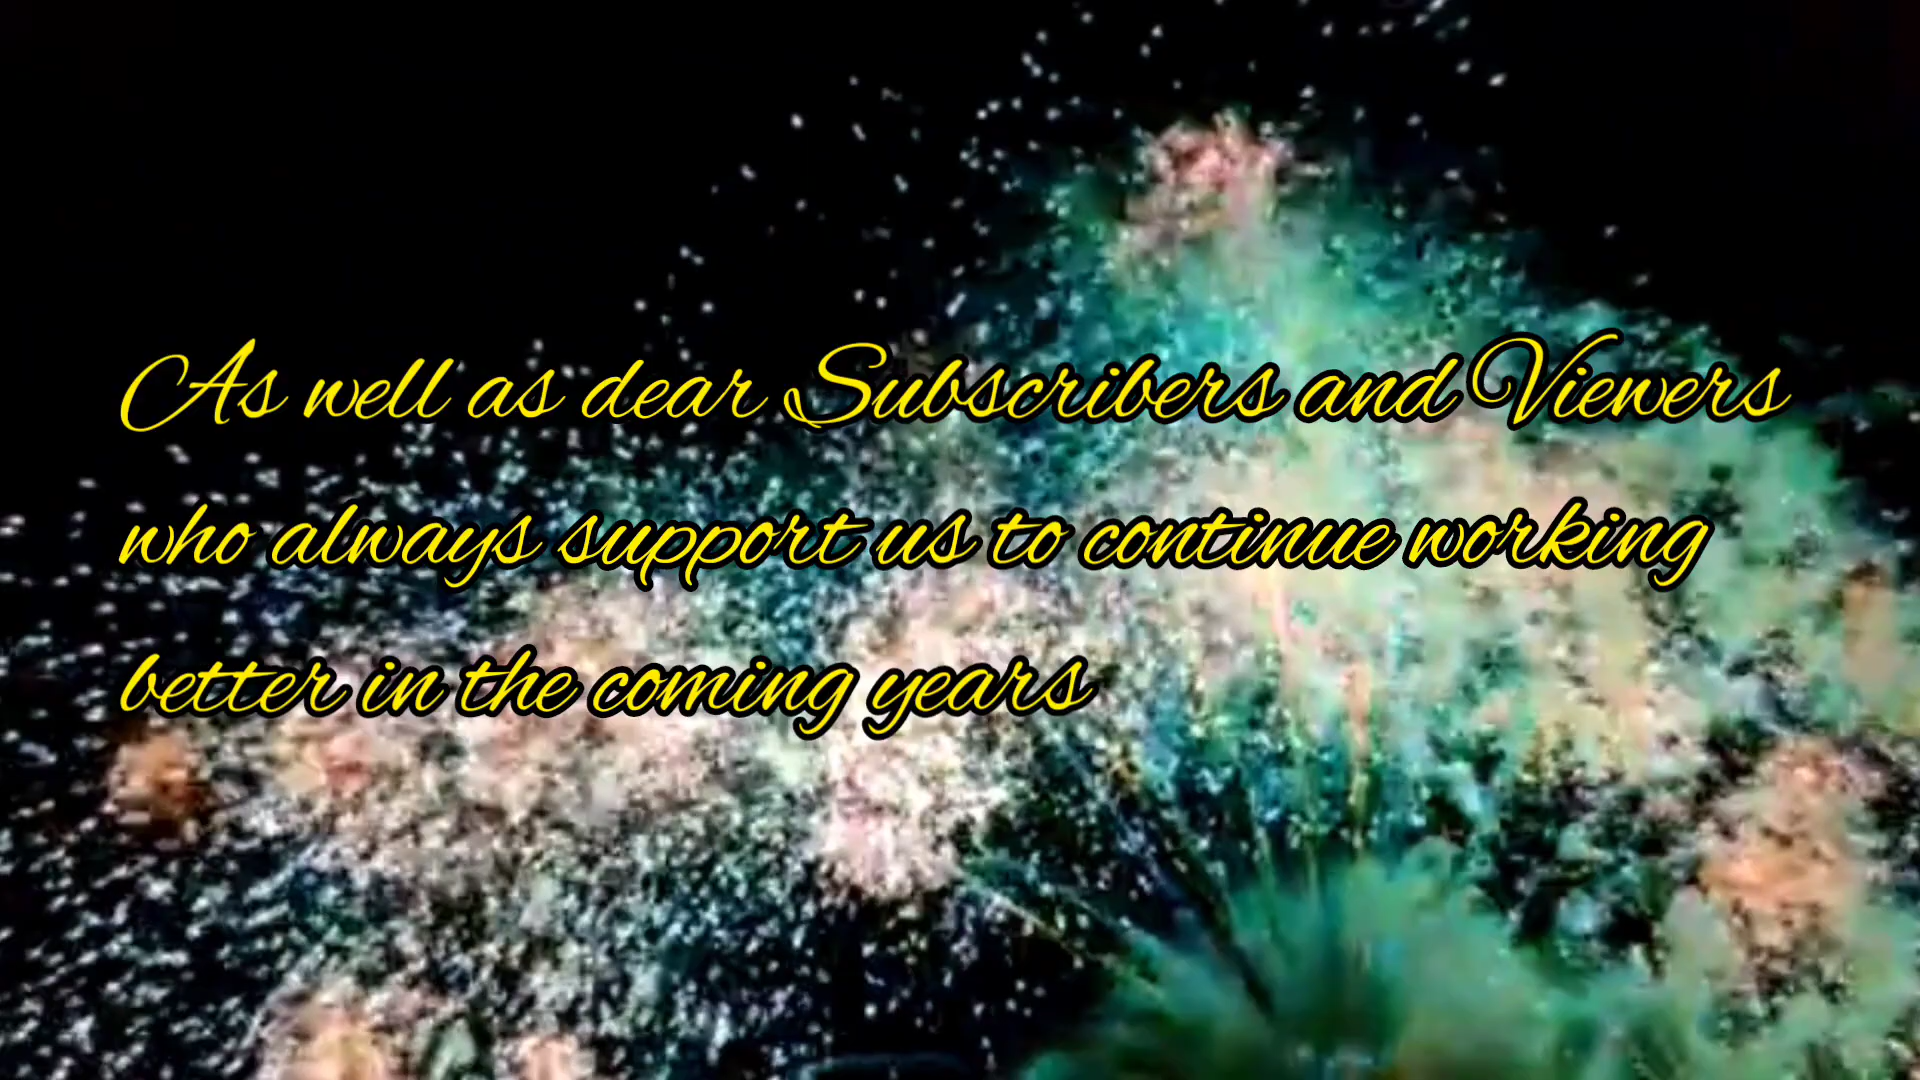 As well as dear Subscribers and Viewers
who always support us to continue working
better in the coming years